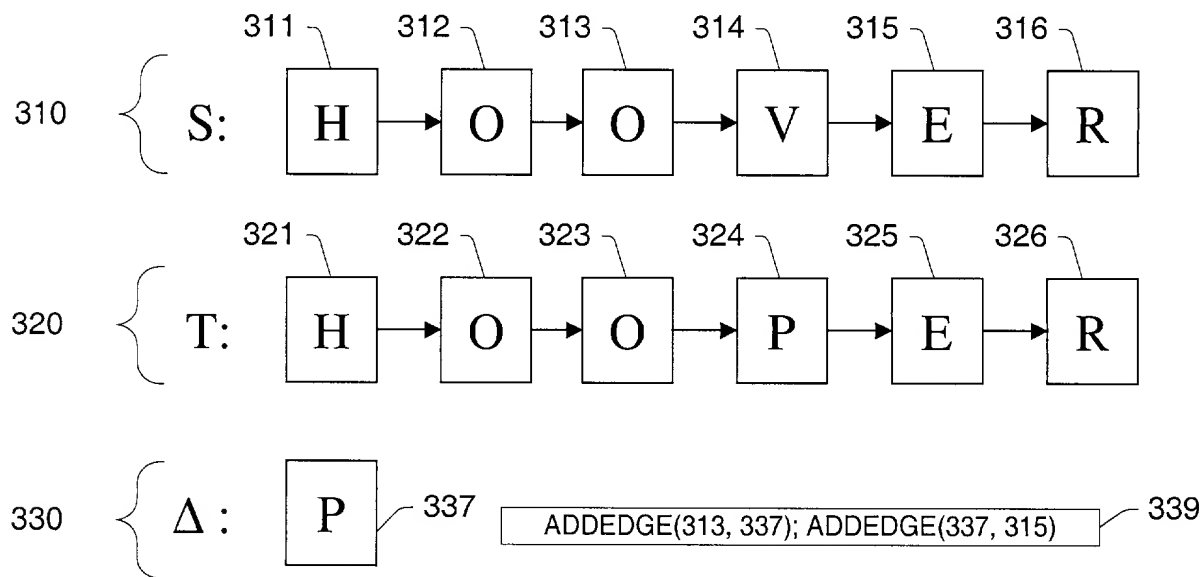 311 312 313 314 315 316
310 S: H O O V E R
321 322 323 324 325 326
320 T: H O O P E R
330 Δ : P 337 ADDEDGE(313, 337); ADDEDGE(337, 315) 339